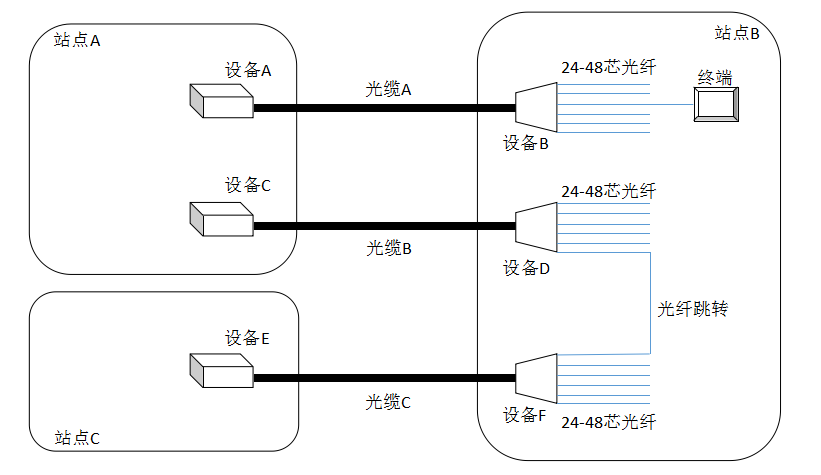 站点A
站点B
设备A
光缆A
24-48芯光纤
终端
设备B
设备C
光缆B
24-48芯光纤
设备D
光纤跳转
设备E
光缆C
设备F
24-48芯光纤
站点C